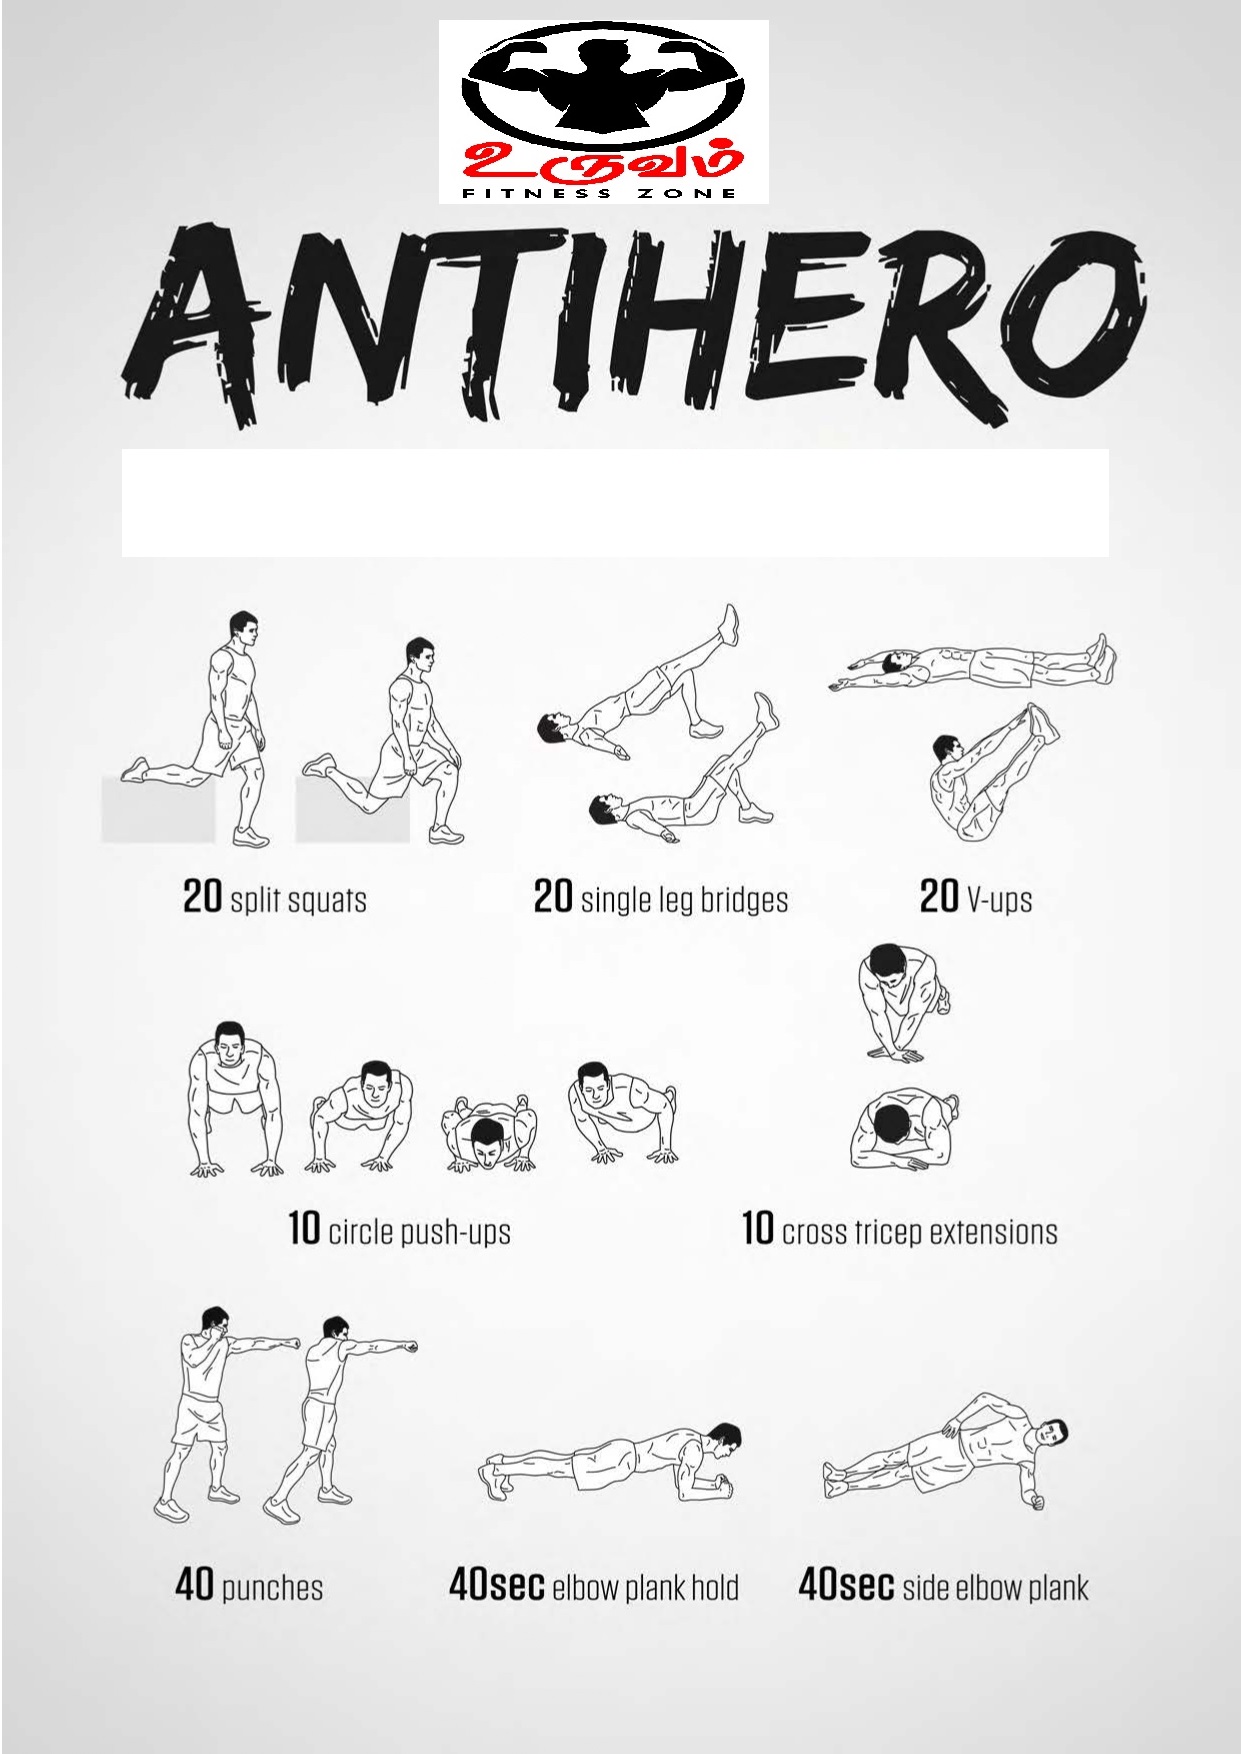 உருவம்
FITNESS ZONE
ANTIHERO
20 split squats
20 single leg bridges
20 V-ups
10 circle push-ups
10 cross tricep extensions
40 punches
40sec elbow plank hold
40sec side elbow plank